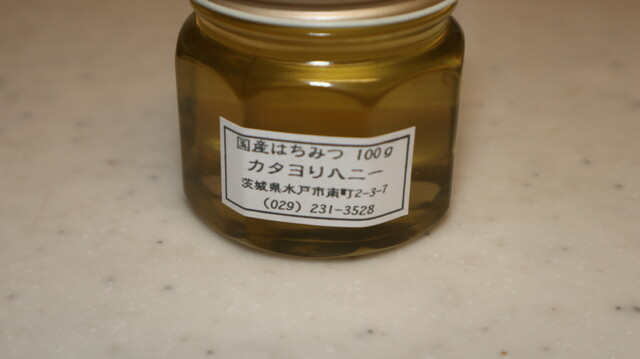 国産はちみつ 100g
カタヨリハニー
茨城県水戸市南町2-3-7
(029) 231-3528